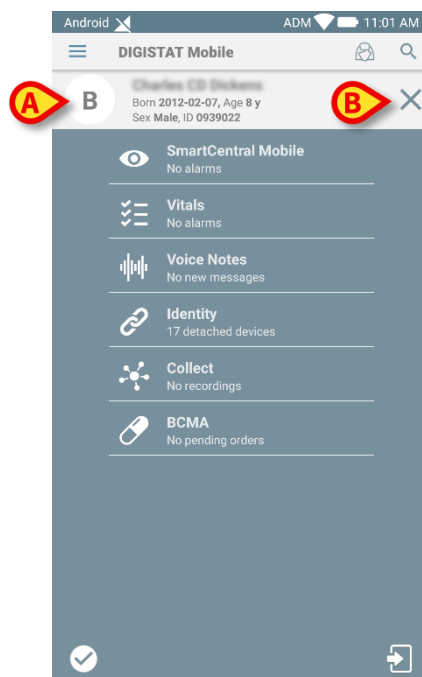 Android ADM 11:01 AM
DIGISTAT Mobile
A B B
Born 2012-02-07, Age 8 y
Sex Male, ID 0939022
SmartCentral Mobile
No alarms
Vitals
No alarms
Voice Notes
No new messages
Identity
17 detached devices
Collect
No recordings
BCMA
No pending orders